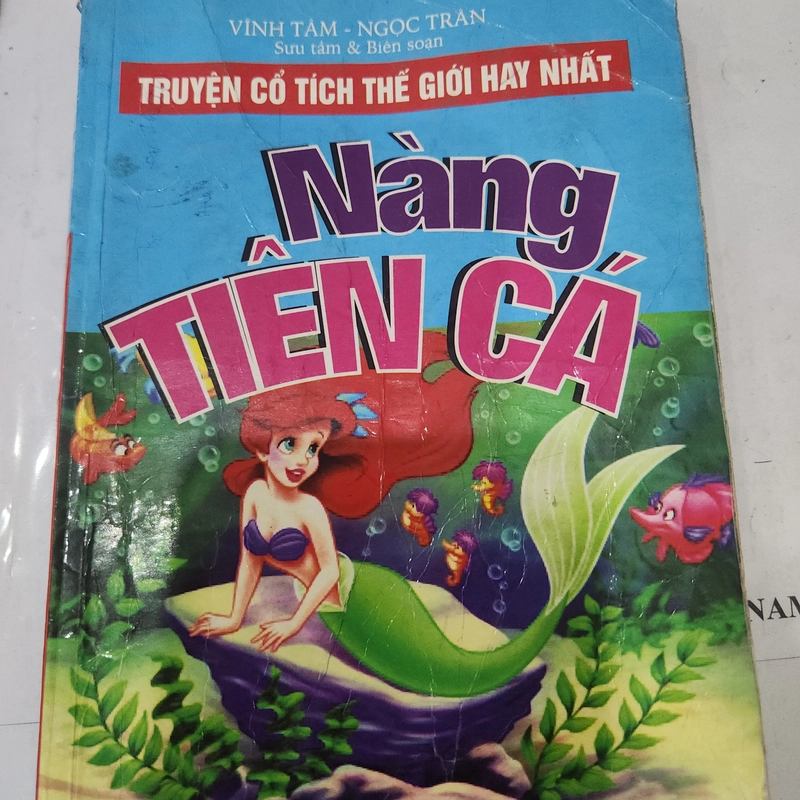 VĨNH TÂM - NGỌC TRÂN
Sưu tầm & Biên soạn
TRUYỆN CỔ TÍCH THẾ GIỚI HAY NHẤT
Nàng
TIÊN CÁ
NAM